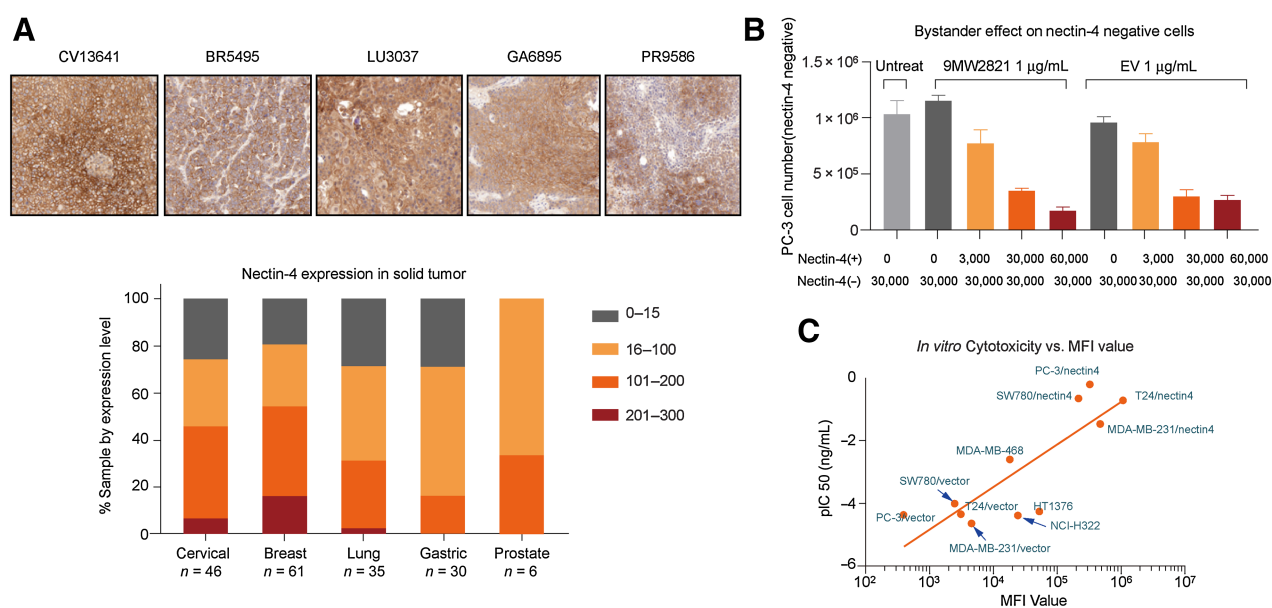 A
CV13641
BR5495
LU3037
GA6895
PR9586
Nectin-4 expression in solid tumor
% Sample by expression level
100
80
60
40
20
0
Cervical
n = 46
Breast
n = 61
Lung
n = 35
Gastric
n = 30
Prostate
n = 6
0–15
16–100
101–200
201–300
B
Bystander effect on nectin-4 negative cells
PC-3 cell number(nectin-4 negative)
1.5 × 10⁶
1 × 10⁶
5 × 10⁵
0
Untreat
9MW2821 1 μg/mL
EV 1 μg/mL
Nectin-4(+) 0 0 3,000 30,000 60,000 0 3,000 30,000 60,000
Nectin-4(–) 30,000 30,000 30,000 30,000 30,000 30,000 30,000 30,000 30,000
C
In vitro Cytotoxicity vs. MFI value
pIC 50 (ng/mL)
0
–2
–4
–6
PC-3/nectin4
SW780/nectin4
T24/nectin4
MDA-MB-231/nectin4
MDA-MB-468
SW780/vector
T24/vector
HT1376
PC-3/vector
NCI-H322
MDA-MB-231/vector
10² 10³ 10⁴ 10⁵ 10⁶ 10⁷
MFI Value